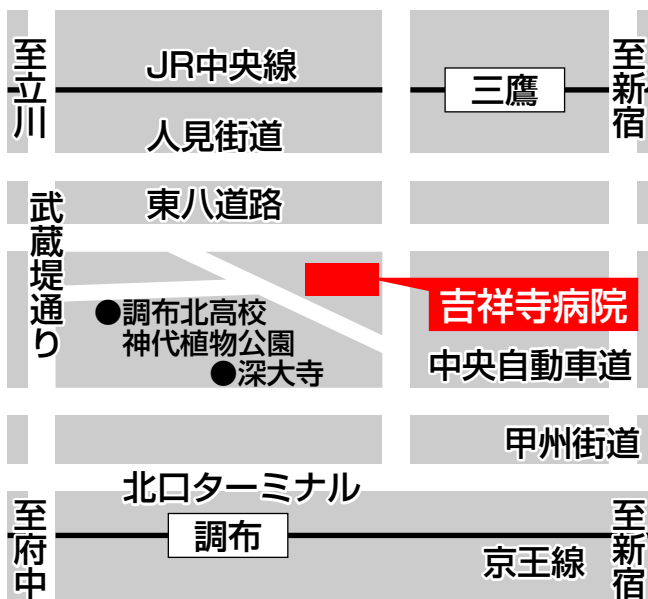 至立川
JR中央線
三鷹
至新宿
人見街道
東八道路
武蔵堤通り
吉祥寺病院
●調布北高校
神代植物公園
●深大寺
中央自動車道
甲州街道
北口ターミナル
至府中
調布
京王線
至新宿